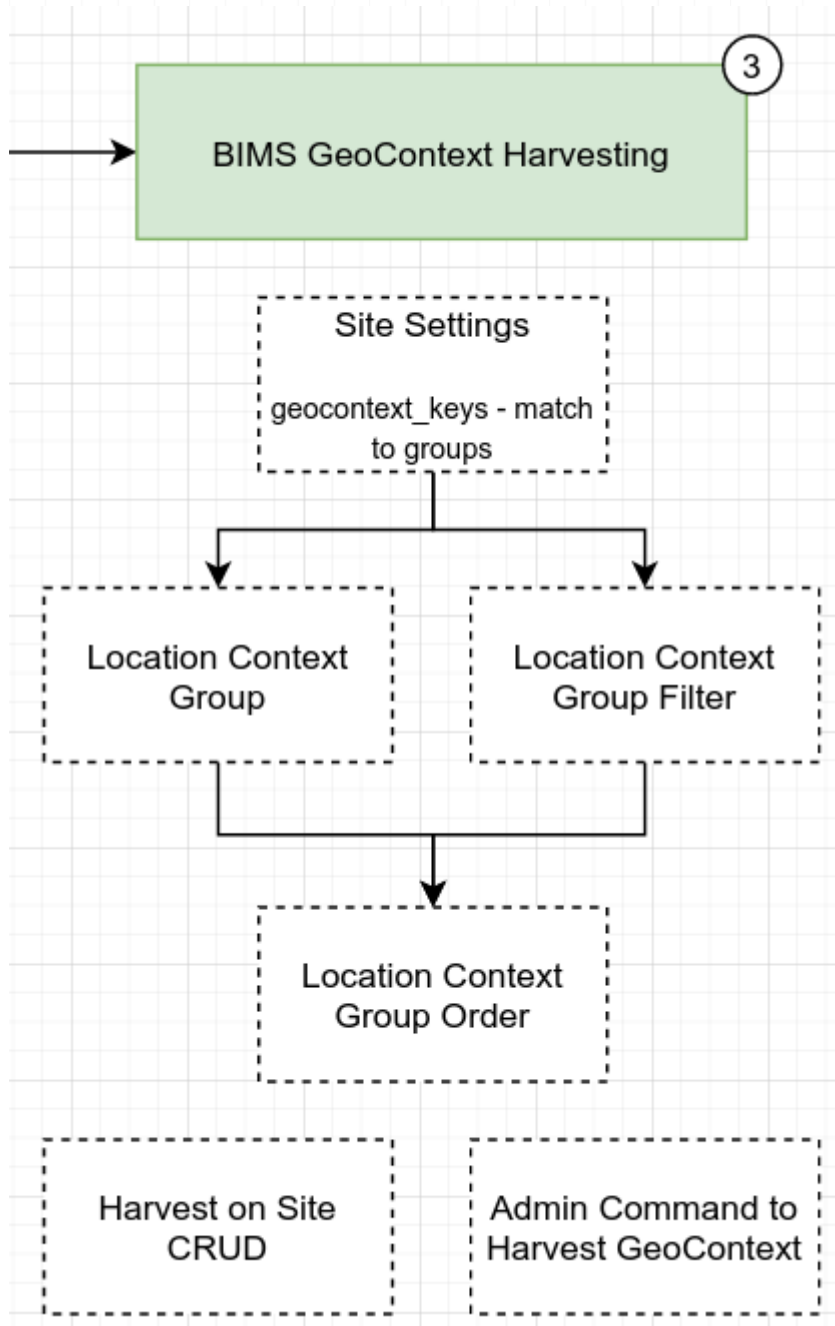 3
BIMS GeoContext Harvesting
Site Settings
geocontext_keys - match
to groups
Location Context
Group
Location Context
Group Filter
Location Context
Group Order
Harvest on Site
CRUD
Admin Command to
Harvest GeoContext